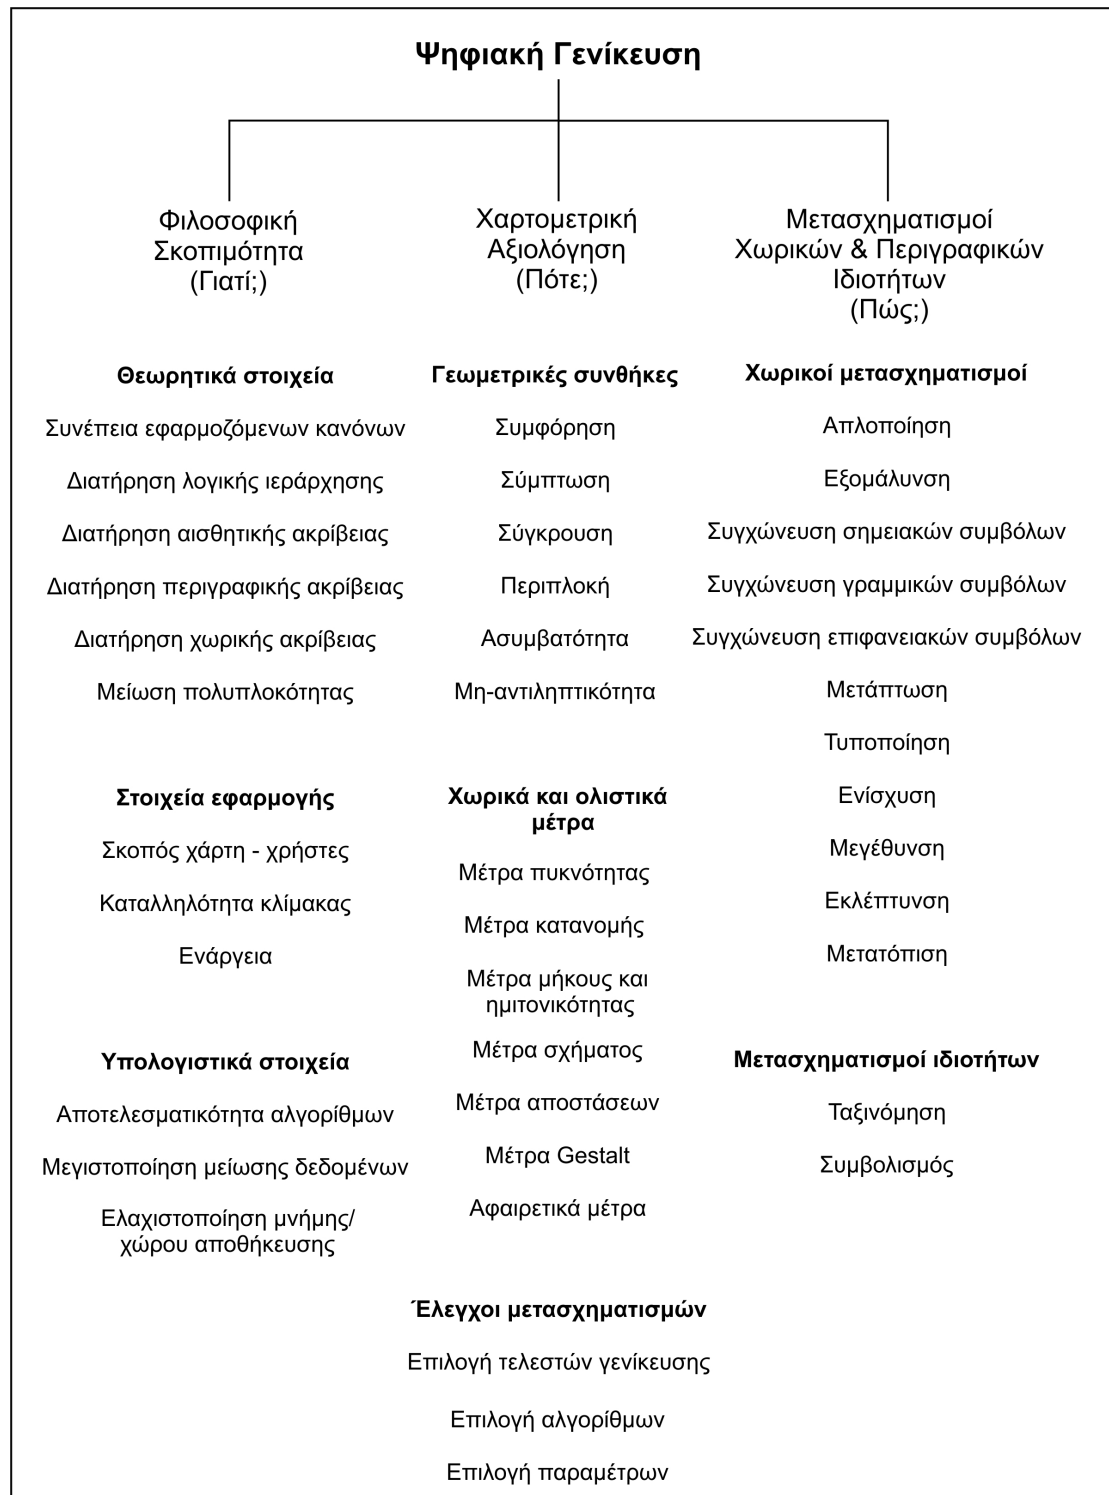 Ψηφιακή Γενίκευση
Φιλοσοφική
Σκοπιμότητα
(Γιατί;)
Θεωρητικά στοιχεία
Συνέπεια εφαρμοζόμενων κανόνων
Διατήρηση λογικής ιεράρχησης
Διατήρηση αισθητικής ακρίβειας
Διατήρηση περιγραφικής ακρίβειας
Διατήρηση χωρικής ακρίβειας
Μείωση πολυπλοκότητας
Στοιχεία εφαρμογής
Σκοπός χάρτη - χρήστες
Καταλληλότητα κλίμακας
Ενάργεια
Υπολογιστικά στοιχεία
Αποτελεσματικότητα αλγορίθμων
Μεγιστοποίηση μείωσης δεδομένων
Ελαχιστοποίηση μνήμης/
χώρου αποθήκευσης
Χαρτομετρική
Αξιολόγηση
(Πότε;)
Γεωμετρικές συνθήκες
Συμφόρηση
Σύμπτωση
Σύγκρουση
Περιπλοκή
Ασυμβατότητα
Μη-αντιληπτικότητα
Χωρικά και ολιστικά
μέτρα
Μέτρα πυκνότητας
Μέτρα κατανομής
Μέτρα μήκους και
ημιτονικότητας
Μέτρα σχήματος
Μέτρα αποστάσεων
Μέτρα Gestalt
Αφαιρετικά μέτρα
Έλεγχοι μετασχηματισμών
Επιλογή τελεστών γενίκευσης
Επιλογή αλγορίθμων
Επιλογή παραμέτρων
Μετασχηματισμοί
Χωρικών & Περιγραφικών
Ιδιοτήτων
(Πώς;)
Χωρικοί μετασχηματισμοί
Απλοποίηση
Εξομάλυνση
Συγχώνευση σημειακών συμβόλων
Συγχώνευση γραμμικών συμβόλων
Συγχώνευση επιφανειακών συμβόλων
Μετάπτωση
Τυποποίηση
Ενίσχυση
Μεγέθυνση
Εκλέπτυνση
Μετατόπιση
Μετασχηματισμοί ιδιοτήτων
Ταξινόμηση
Συμβολισμός